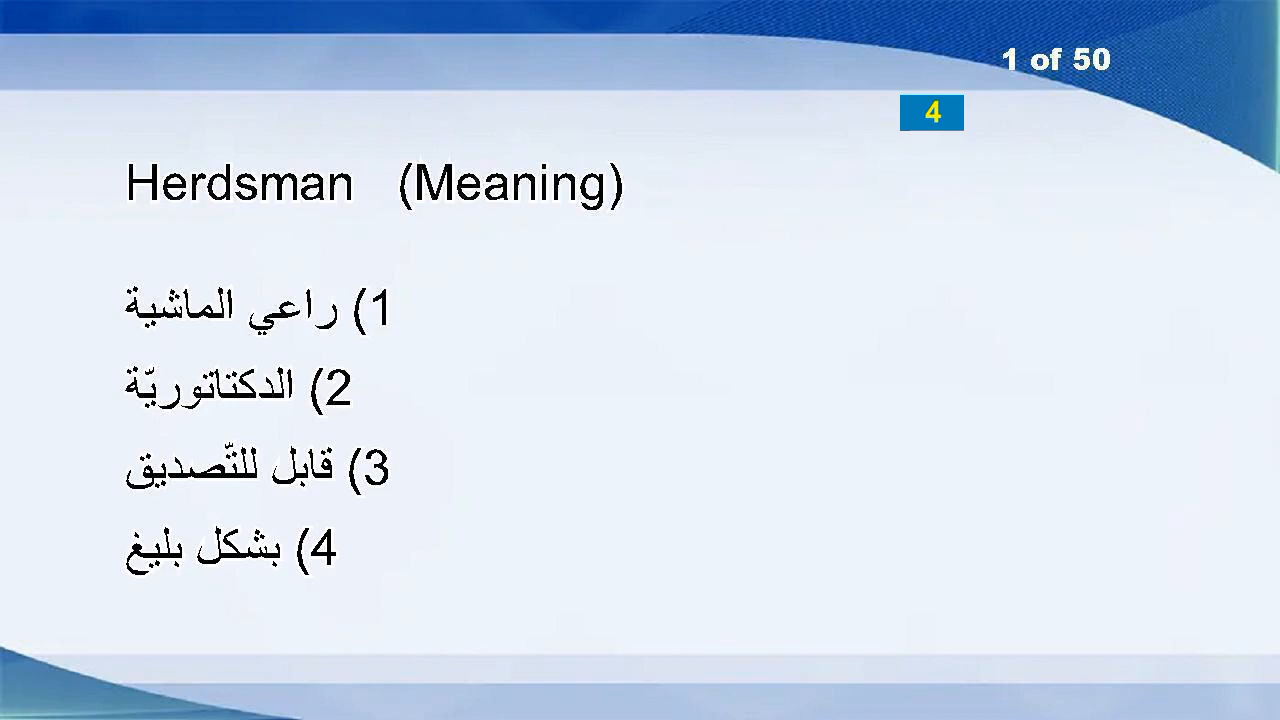 1 of 50
4
Herdsman (Meaning)
1) راعي الماشية
2) الدكتاتوريّة
3) قابل للتّصديق
4) بشكل بليغ